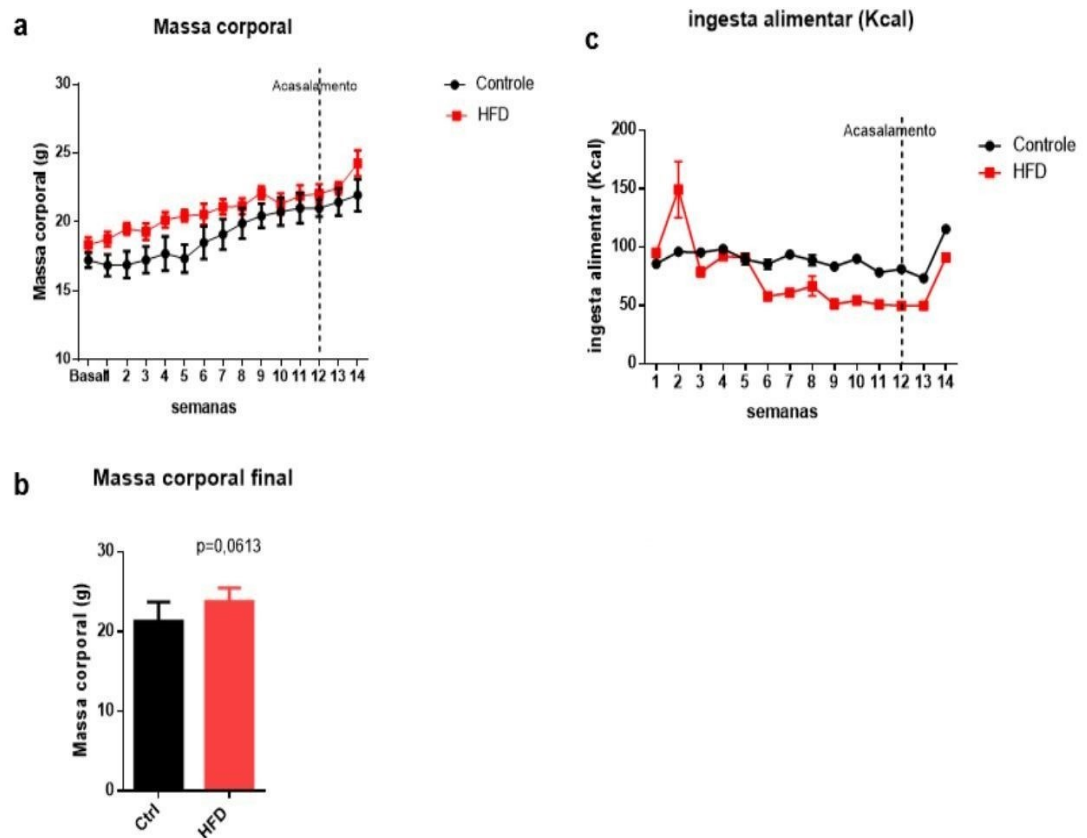 a
Massa corporal
30
25
20
15
10
Massa corporal (g)
Acasalamento
Controle
HFD
Basal 1 2 3 4 5 6 7 8 9 10 11 12 13 14
semanas
c
ingesta alimentar (Kcal)
200
150
100
50
0
ingesta alimentar (Kcal)
Acasalamento
Controle
HFD
1 2 3 4 5 6 7 8 9 10 11 12 13 14
semanas
b
Massa corporal final
p=0,0613
30
20
10
0
Massa corporal (g)
Ctrl
HFD